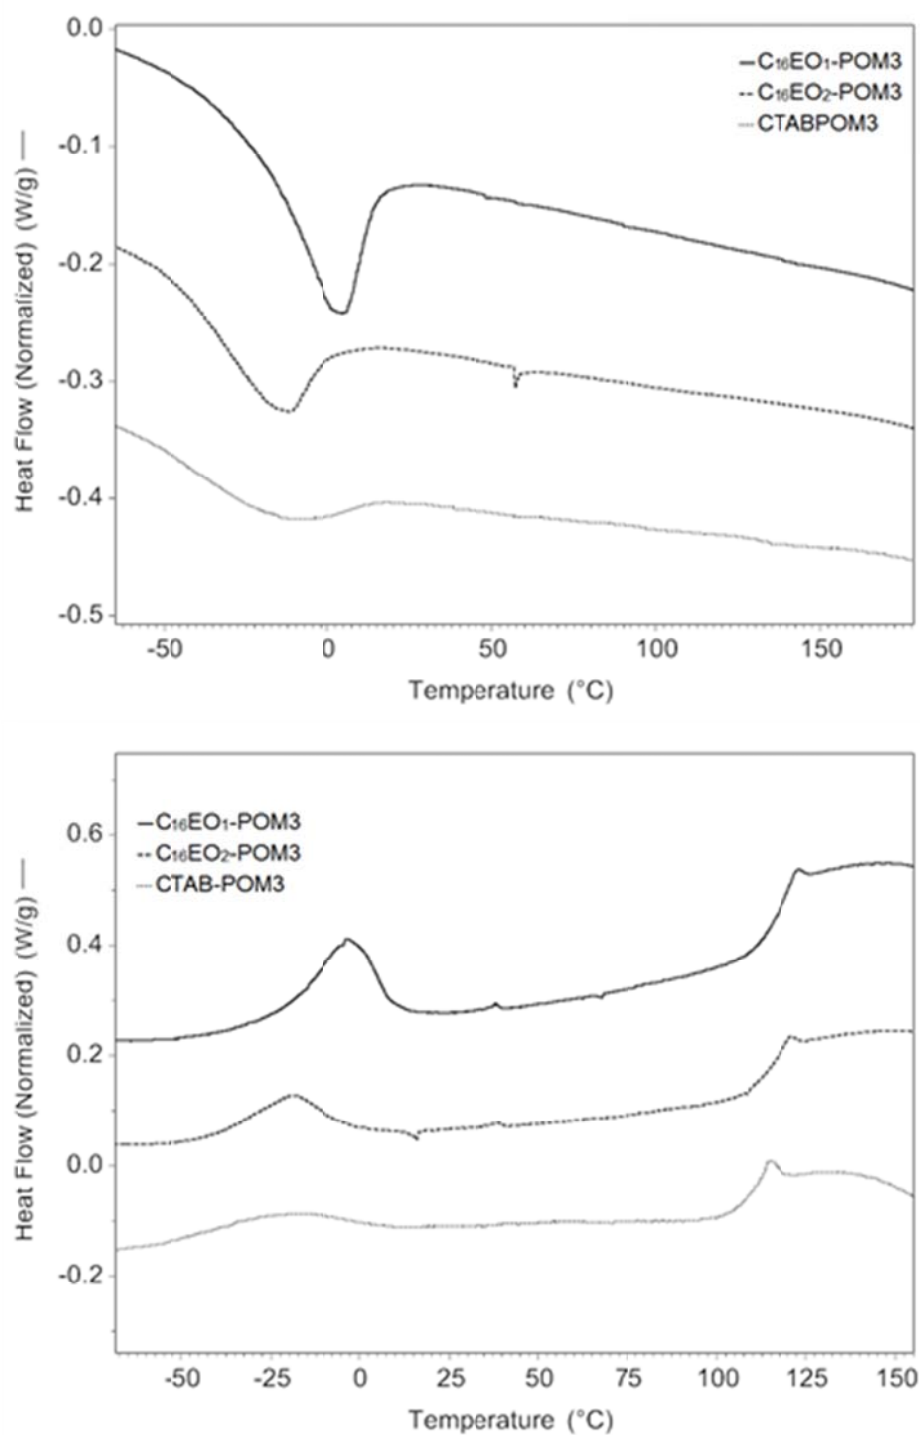 0.0
-0.1
-0.2
-0.3
-0.4
-0.5
Heat Flow (Normalized) (W/g) —
C₁₆EO₁-POM3
C₁₆EO₂-POM3
CTABPOM3
-50 0 50 100 150
Temperature (°C)
0.6
0.4
0.2
0.0
-0.2
Heat Flow (Normalized) (W/g) —
C₁₆EO₁-POM3
C₁₆EO₂-POM3
CTAB-POM3
-50 -25 0 25 50 75 100 125 150
Temperature (°C)